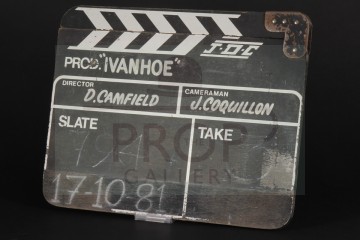 J·D·C
PROD. "IVANHOE"
DIRECTOR
D. CAMFIELD
CAMERAMAN
J. COQUILLON
SLATE
TAKE
PROP
GALLERY
17-10 81